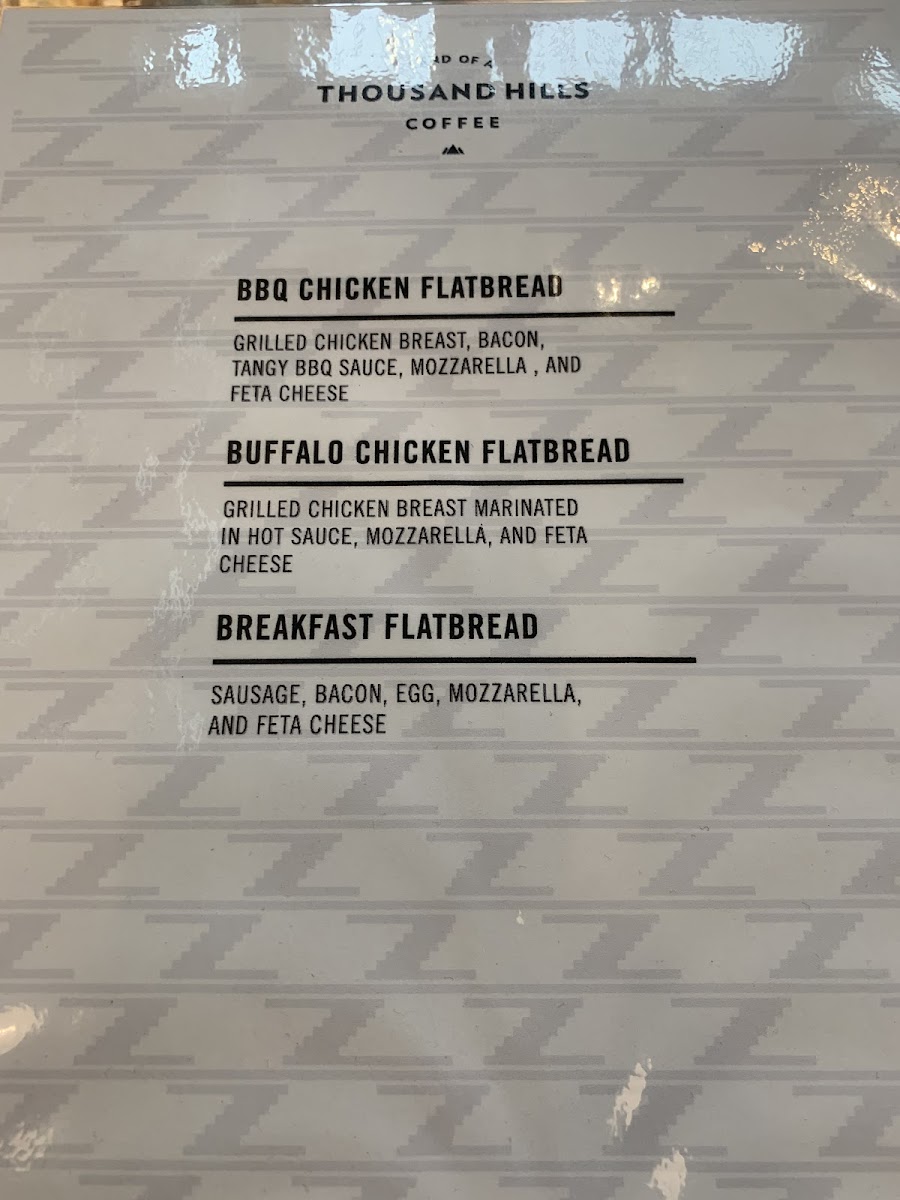 OF A
THOUSAND HILLS
COFFEE
BBQ CHICKEN FLATBREAD
GRILLED CHICKEN BREAST, BACON,
TANGY BBQ SAUCE, MOZZARELLA , AND
FETA CHEESE
BUFFALO CHICKEN FLATBREAD
GRILLED CHICKEN BREAST MARINATED
IN HOT SAUCE, MOZZARELLA, AND FETA
CHEESE
BREAKFAST FLATBREAD
SAUSAGE, BACON, EGG, MOZZARELLA,
AND FETA CHEESE